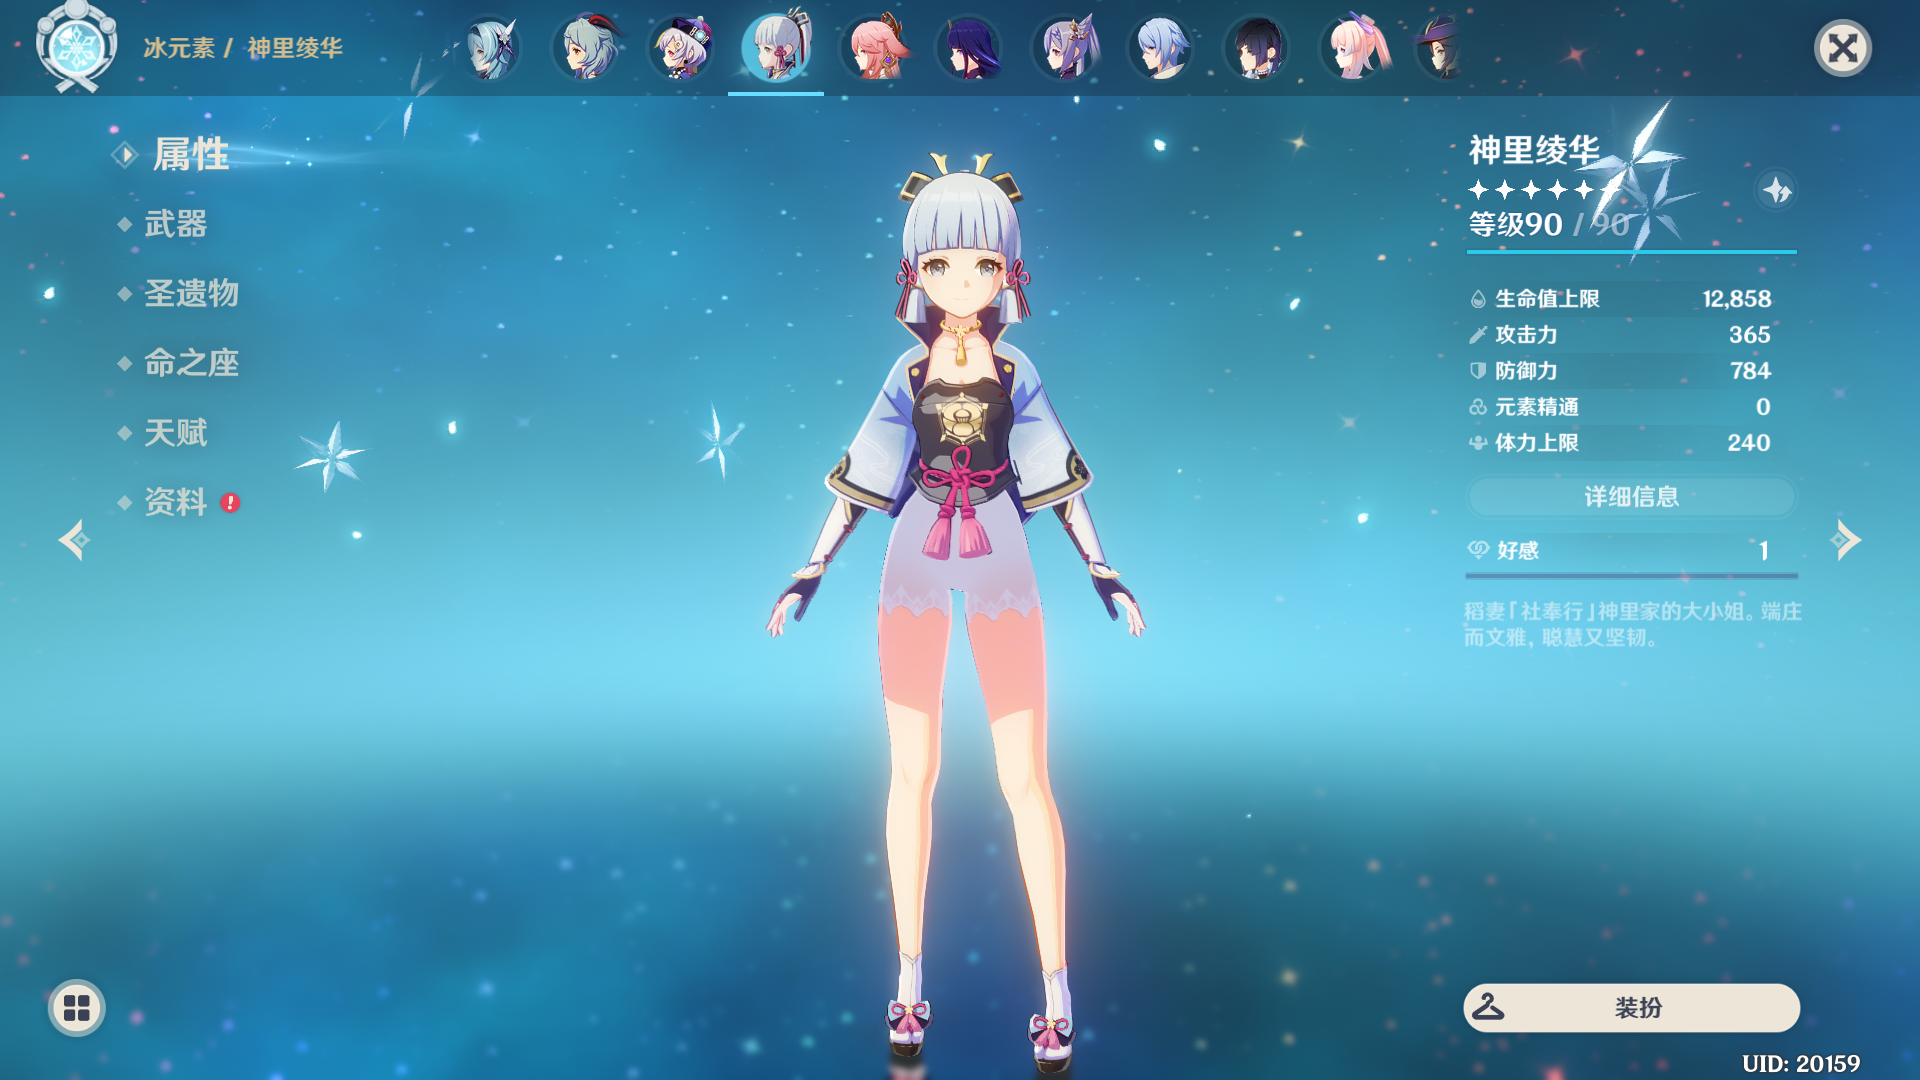 冰元素 / 神里绫华
属性
武器
圣遗物
命之座
天赋
资料
神里绫华
等级90 / 90
生命值上限 12,858
攻击力 365
防御力 784
元素精通 0
体力上限 240
详细信息
好感 1
稻妻「社奉行」神里家的大小姐。端庄
而文雅，聪慧又坚韧。
装扮
UID: 20159